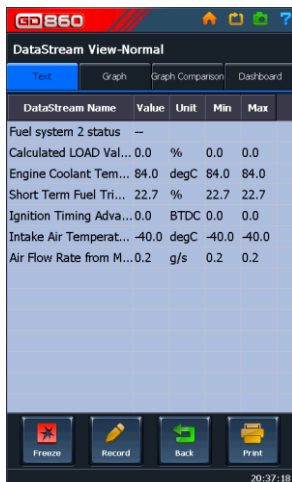 GD860
?
DataStream View-Normal
Text Graph Graph Comparison Dashboard
DataStream Name Value Unit Min Max
Fuel system 2 status --
Calculated LOAD Val... 0.0 % 0.0 0.0
Engine Coolant Tem... 84.0 degC 84.0 84.0
Short Term Fuel Tri... 22.7 % 22.7 22.7
Ignition Timing Adva... 0.0 BTDC 0.0 0.0
Intake Air Temperat... -40.0 degC -40.0 -40.0
Air Flow Rate from M... 0.2 g/s 0.2 0.2
Freeze Record Back Print
20:37:18